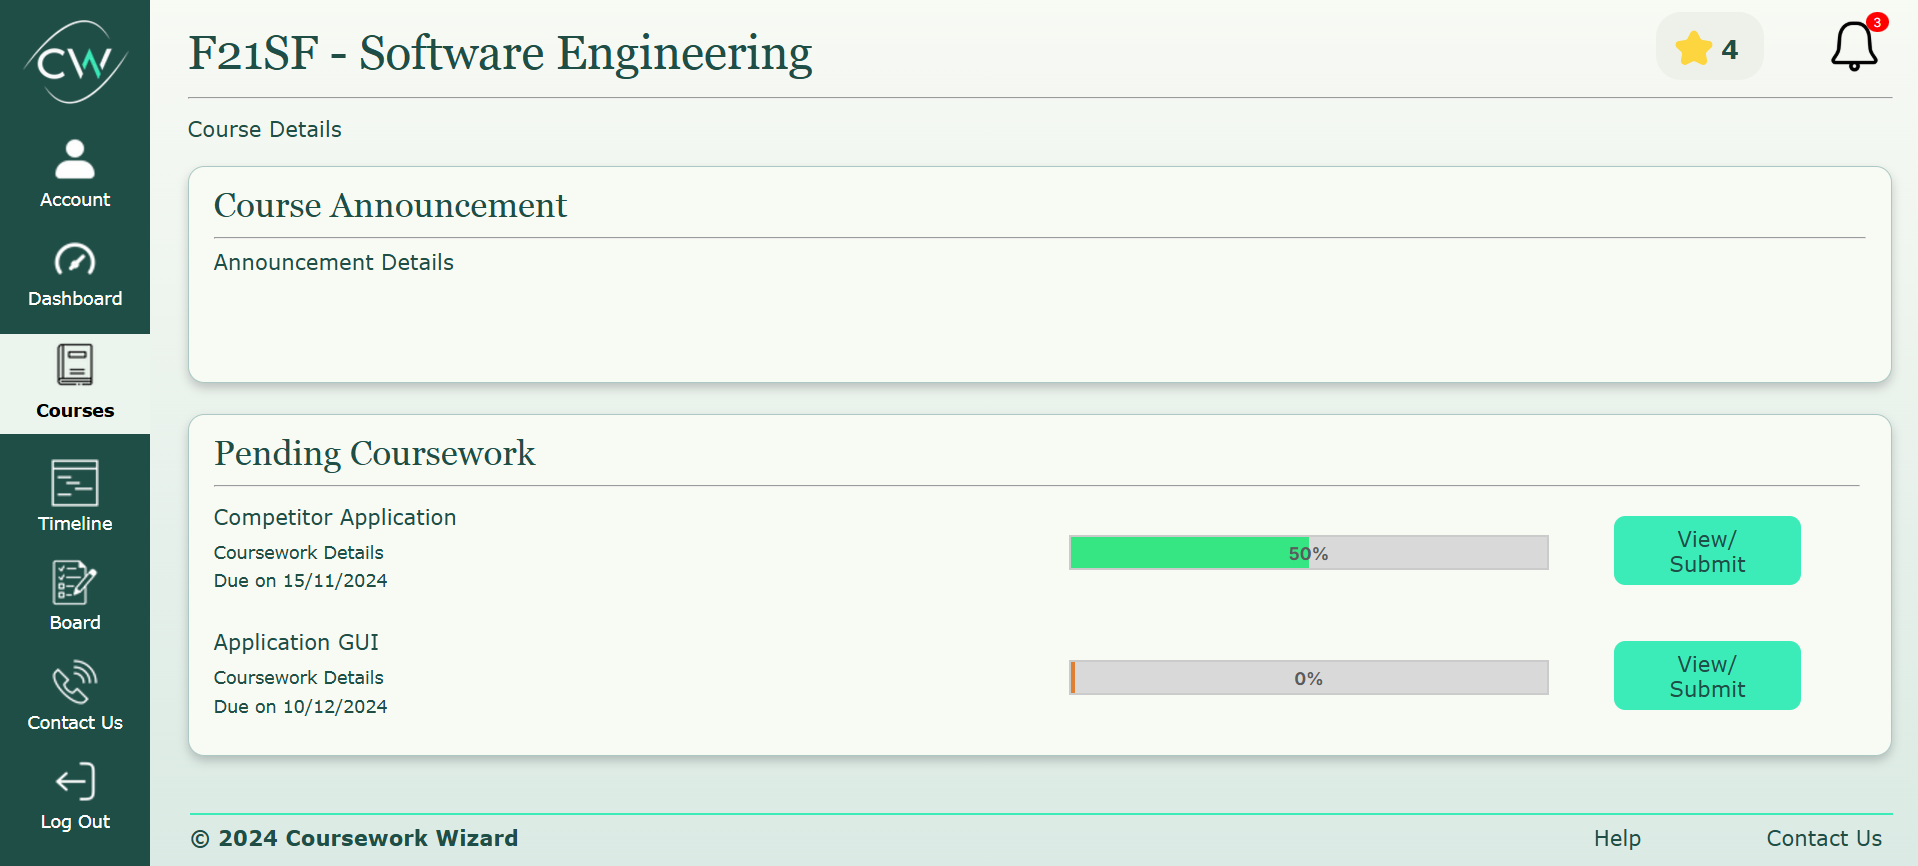 CW
Account
Dashboard
Courses
Timeline
Board
Contact Us
Log Out
F21SF - Software Engineering
4
3
Course Details
Course Announcement
Announcement Details
Pending Coursework
Competitor Application
Coursework Details
Due on 15/11/2024
50%
View/
Submit
Application GUI
Coursework Details
Due on 10/12/2024
0%
View/
Submit
© 2024 Coursework Wizard
Help
Contact Us